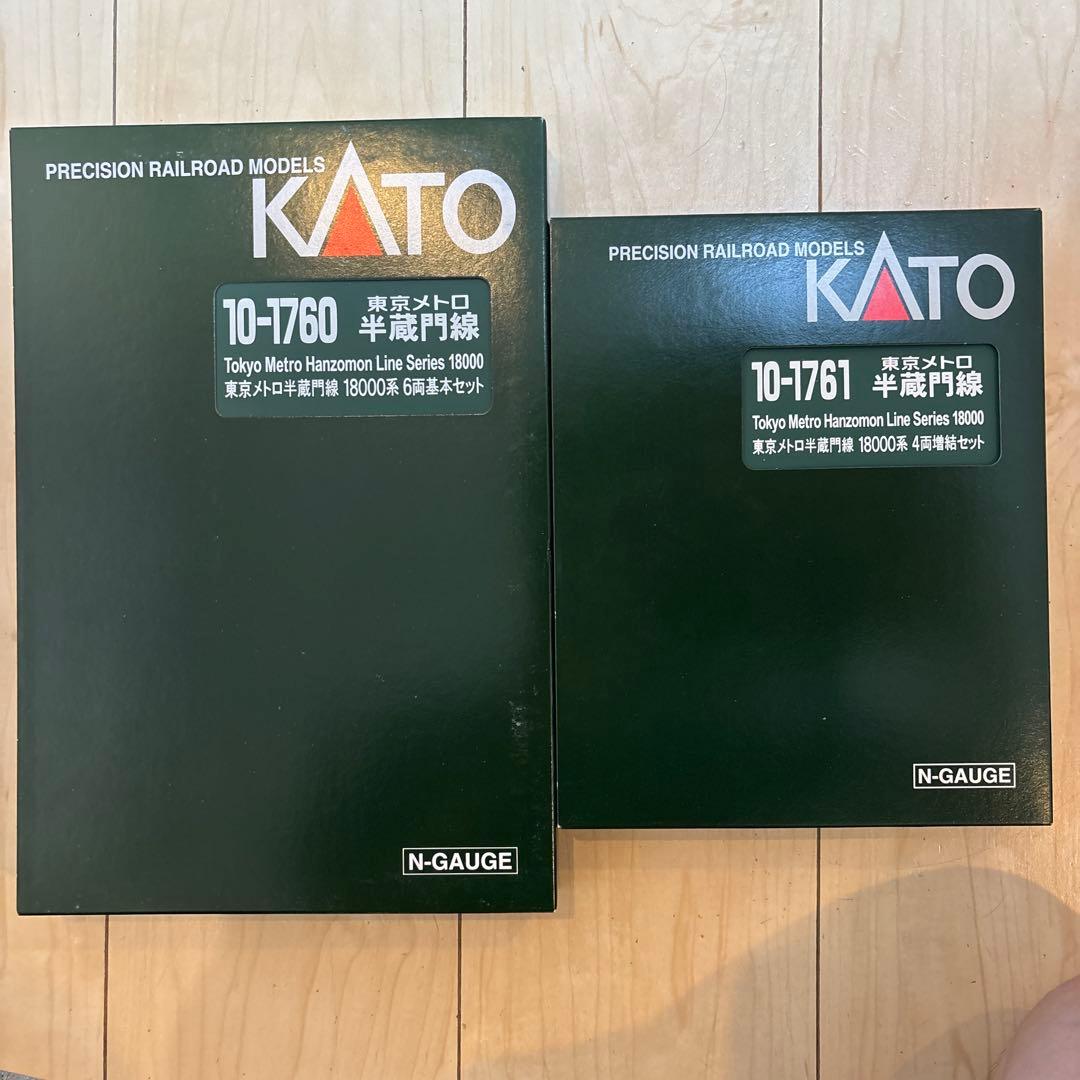 PRECISION RAILROAD MODELS
KATO
10-1760
東京メトロ
半蔵門線
Tokyo Metro Hanzomon Line Series 18000
東京メトロ半蔵門線 18000系 6両基本セット
N-GAUGE
PRECISION RAILROAD MODELS
KATO
10-1761
東京メトロ
半蔵門線
Tokyo Metro Hanzomon Line Series 18000
東京メトロ半蔵門線 18000系 4両増結セット
N-GAUGE